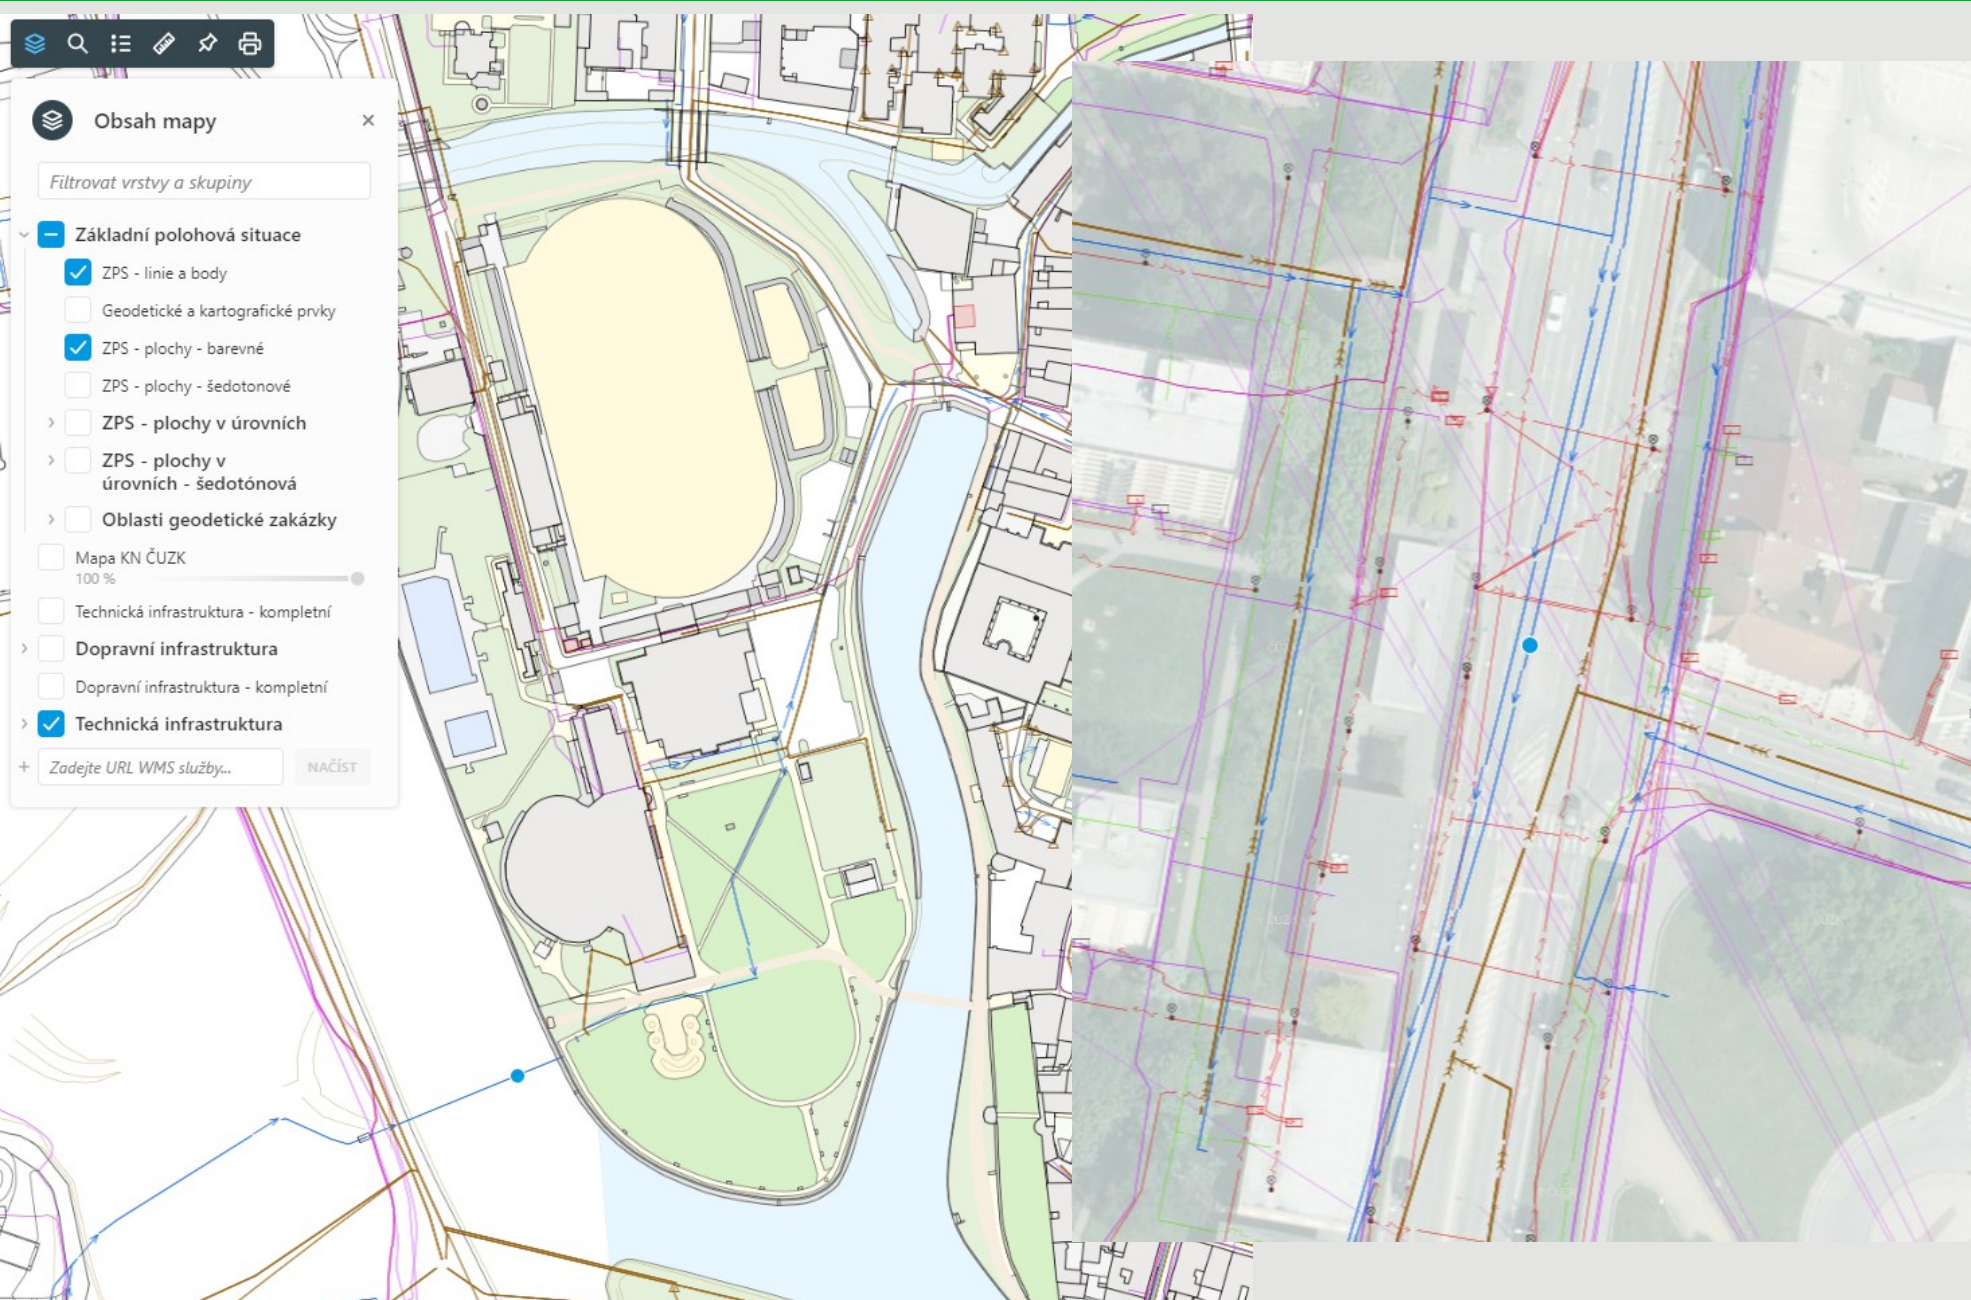 Obsah mapy
Filtrovat vrstvy a skupiny
Základní polohová situace
ZPS - linie a body
Geodetické a kartografické prvky
ZPS - plochy - barevné
ZPS - plochy - šedotonové
ZPS - plochy v úrovních
ZPS - plochy v
úrovních - šedotónová
Oblasti geodetické zakázky
Mapa KN ČUZK
100 %
Technická infrastruktura - kompletní
Dopravní infrastruktura
Dopravní infrastruktura - kompletní
Technická infrastruktura
Zadejte URL WMS služby...
NAČÍST